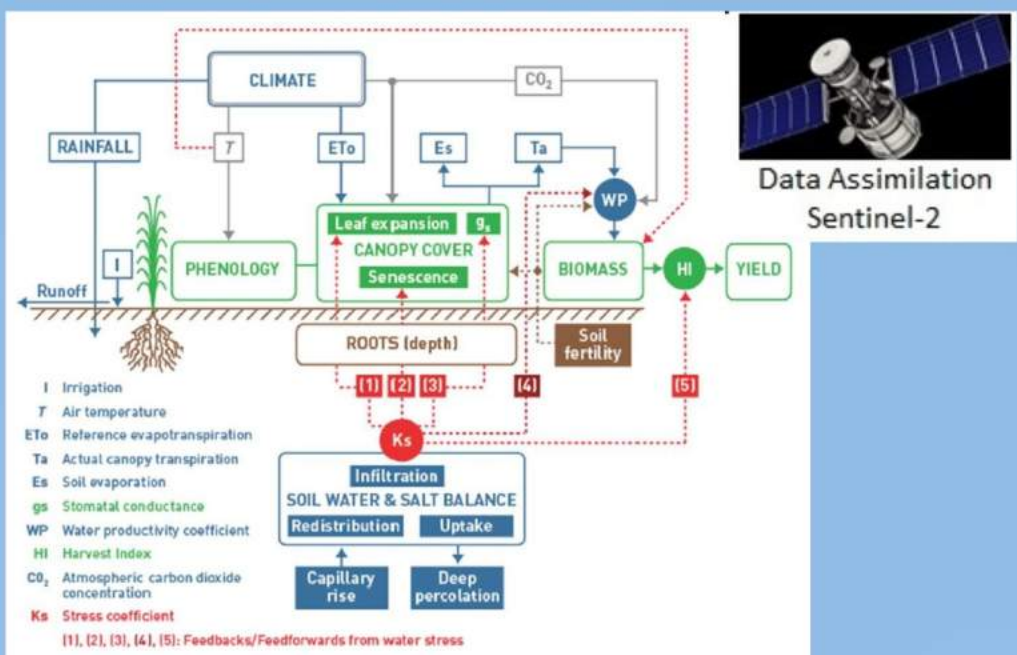 CLIMATE
CO₂
RAINFALL
T
ETo
Es
Ta
WP
Data Assimilation
Sentinel-2
Leaf expansion
gs
CANOPY COVER
Senescence
PHENOLOGY
BIOMASS
HI
YIELD
I
Runoff
ROOTS (depth)
Soil
fertility
(1)
(2)
(3)
(4)
(5)
Ks
Infiltration
SOIL WATER & SALT BALANCE
Redistribution
Uptake
Capillary
rise
Deep
percolation
I Irrigation
T Air temperature
ETo Reference evapotranspiration
Ta Actual canopy transpiration
Es Soil evaporation
gs Stomatal conductance
WP Water productivity coefficient
HI Harvest Index
CO₂ Atmospheric carbon dioxide
concentration
Ks Stress coefficient
(1), (2), (3), (4), (5): Feedbacks/Feedforwards from water stress